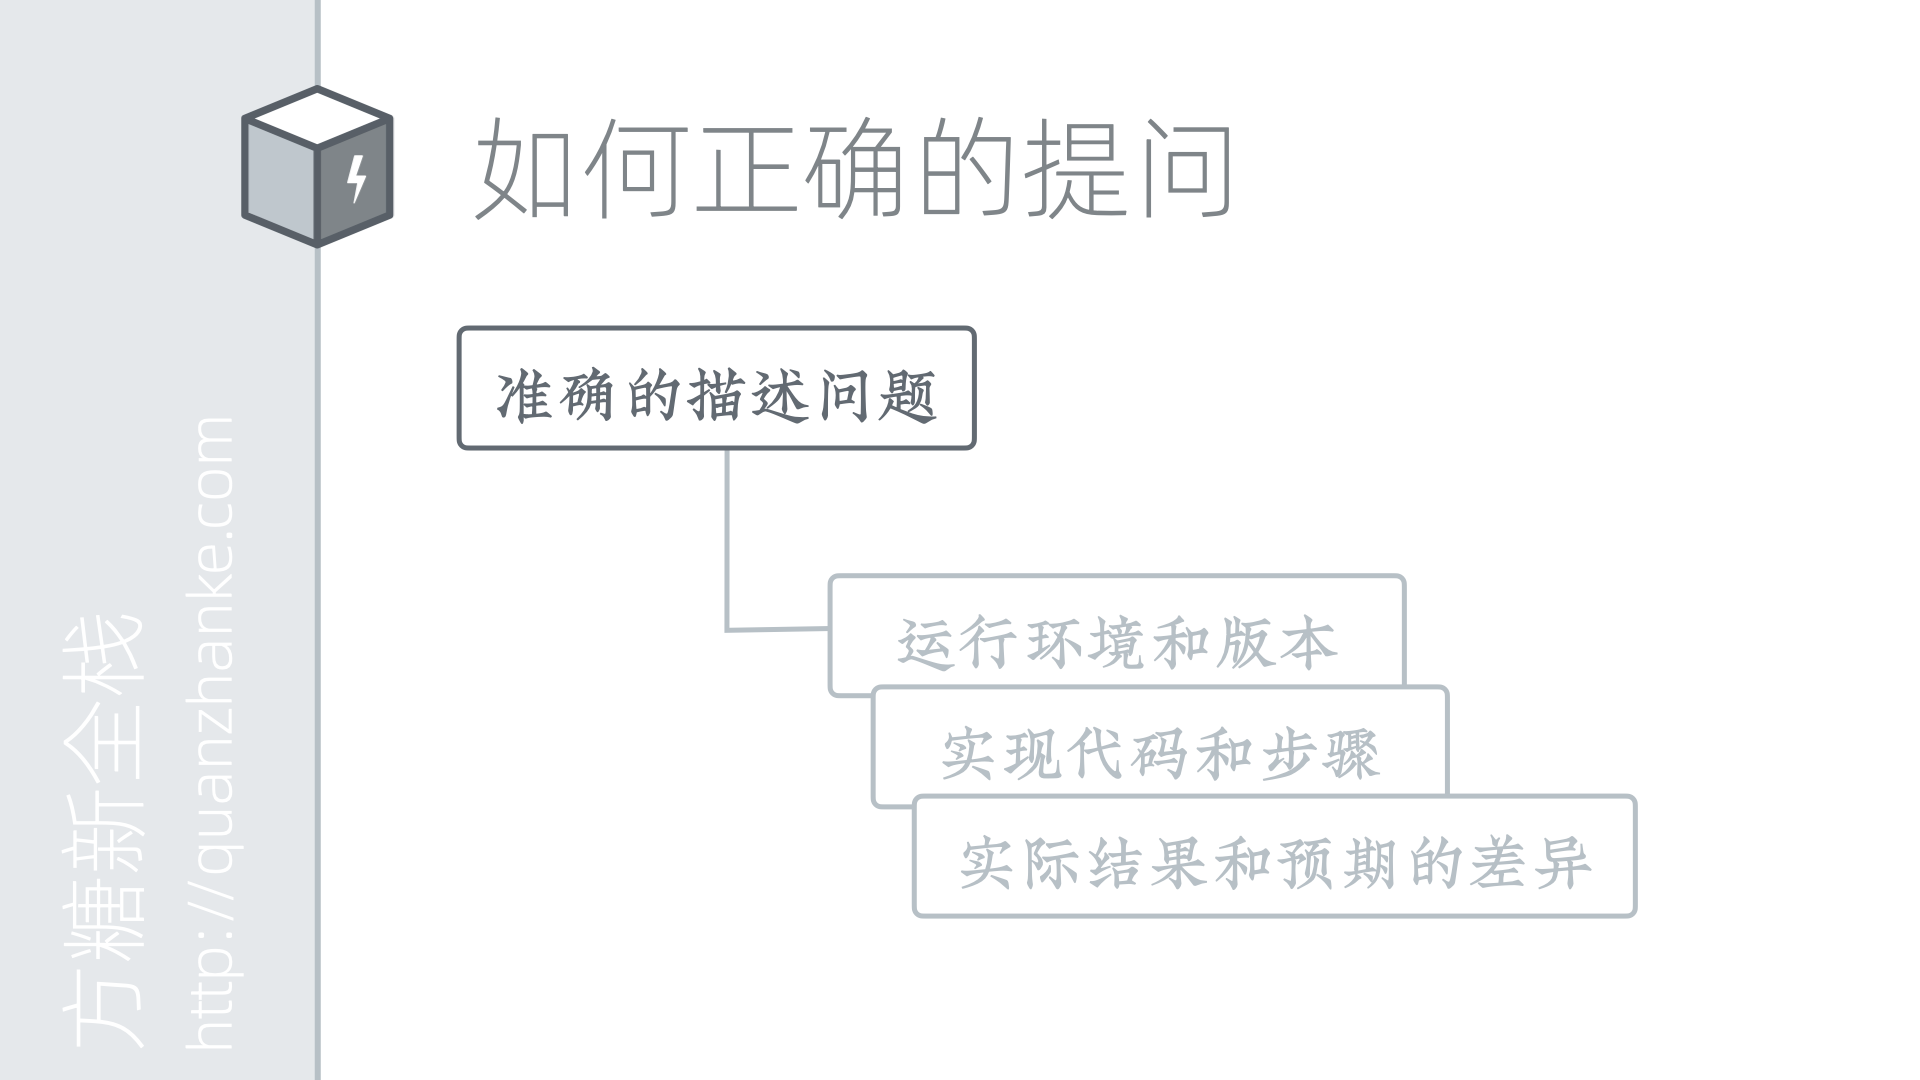 如何正确的提问
准确的描述问题
运行环境和版本
实现代码和步骤
实际结果和预期的差异
方糖新全栈
http://quanzhanke.com